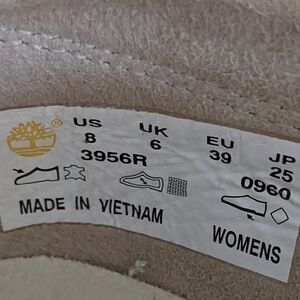 ® US UK EU JP
8 6 39 25
3956R 0960
MADE IN VIETNAM WOMENS